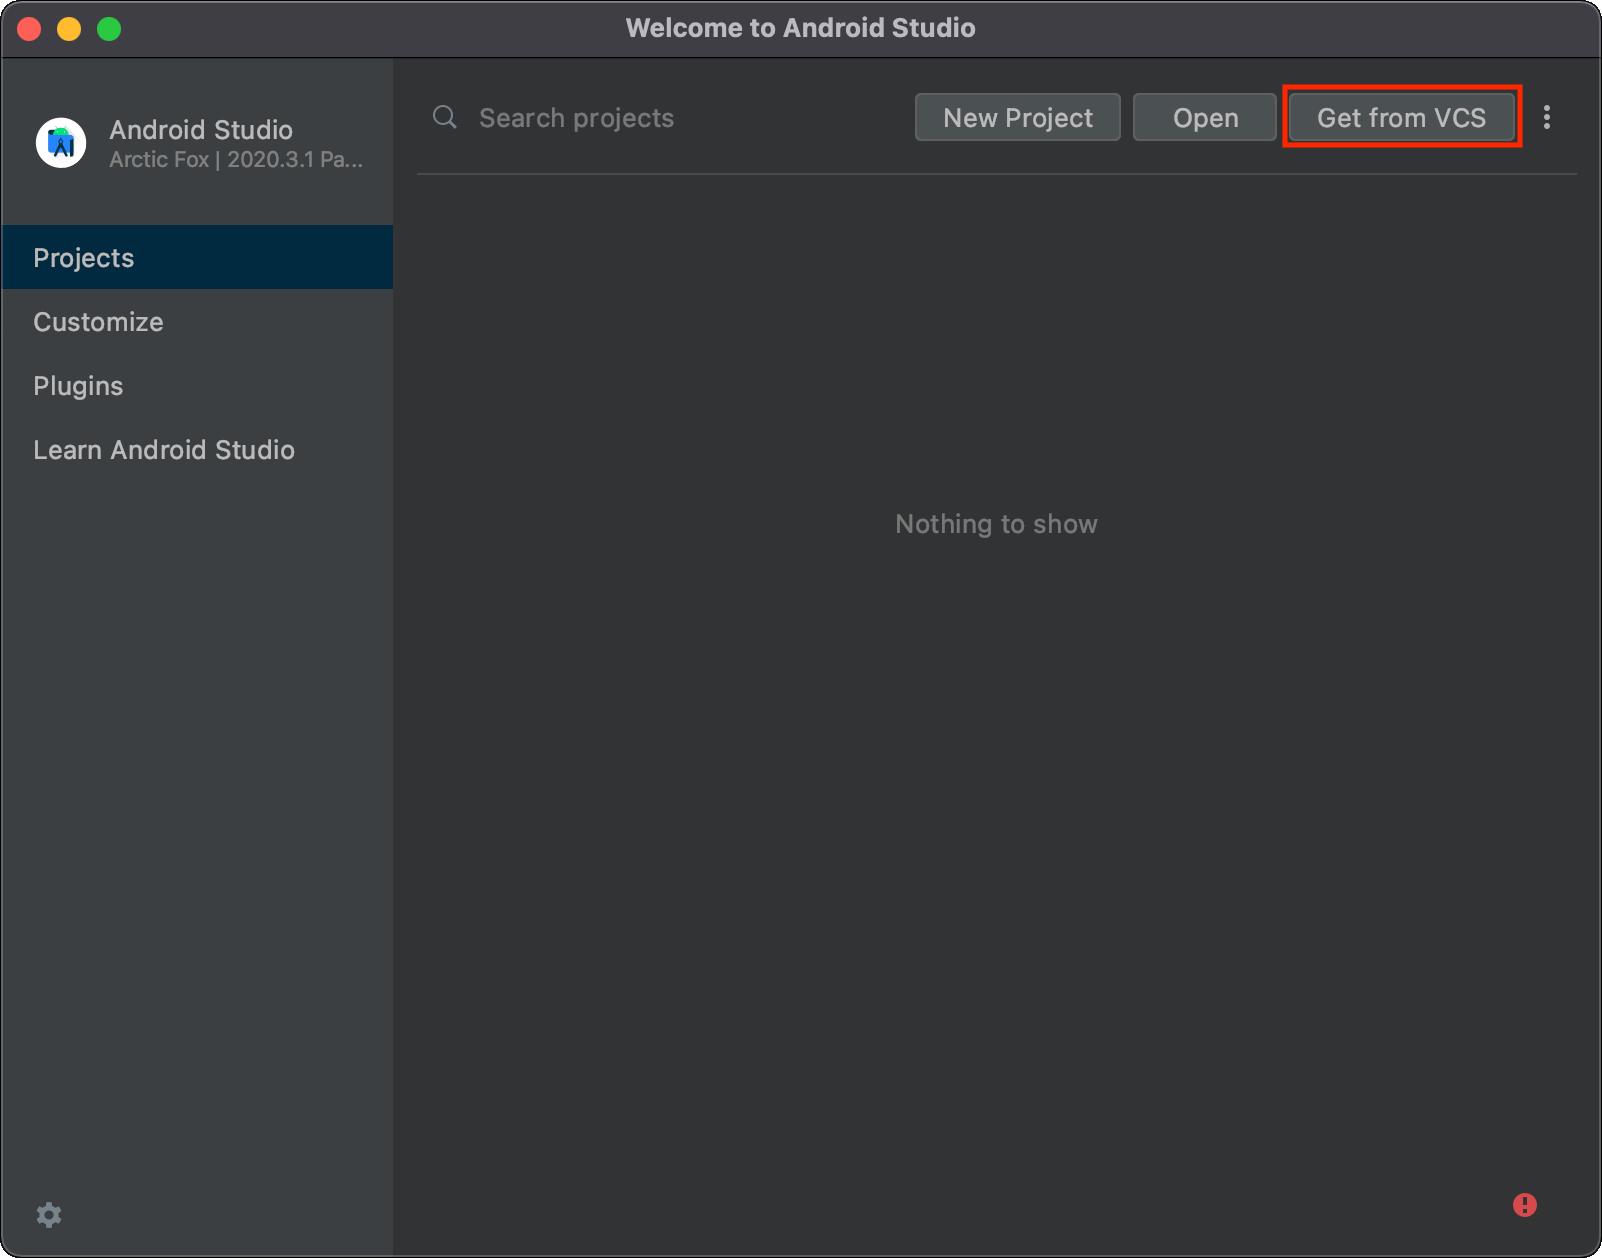 Welcome to Android Studio
Android Studio
Arctic Fox | 2020.3.1 Pa...
Search projects
New Project
Open
Get from VCS
Projects
Customize
Plugins
Learn Android Studio
Nothing to show